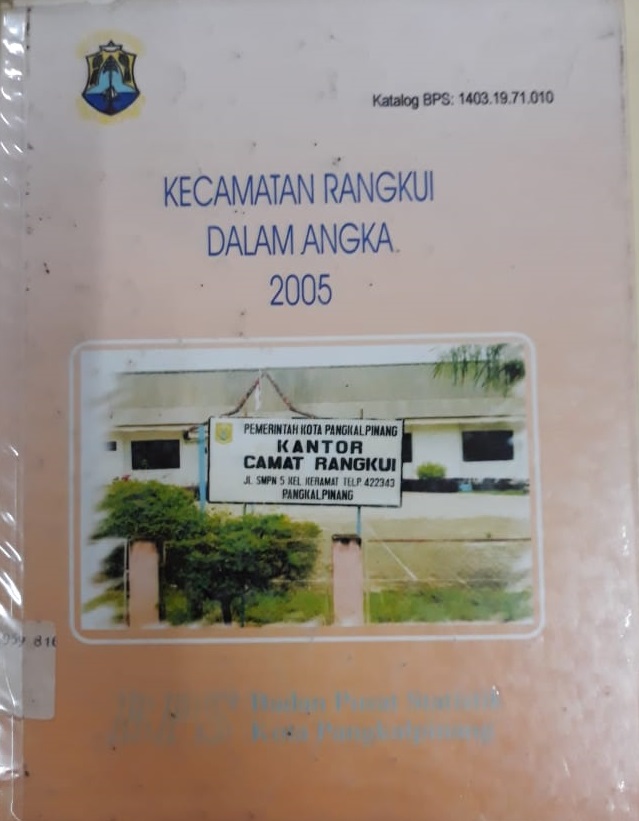 Katalog BPS: 1403.19.71.010
KECAMATAN RANGKUI
DALAM ANGKA
2005
PEMERINTAH KOTA PANGKALPINANG
KANTOR
CAMAT RANGKUI
JL. SMPN 5 KEL. KERAMAT TELP. 422343
PANGKALPINANG
Badan Pusat Statistik
Kota Pangkalpinang